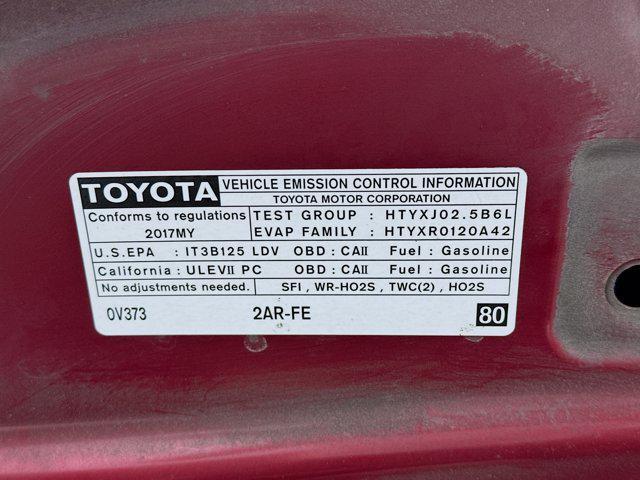 TOYOTA VEHICLE EMISSION CONTROL INFORMATION
TOYOTA MOTOR CORPORATION
Conforms to regulations TEST GROUP : HTYXJ02.5B6L
2017MY EVAP FAMILY : HTYXR0120A42
U.S.EPA : IT3B125 LDV OBD : CAII Fuel : Gasoline
California : ULEVII PC OBD : CAII Fuel : Gasoline
No adjustments needed. SFI , WR-HO2S , TWC(2) , HO2S
0V373 2AR-FE 80